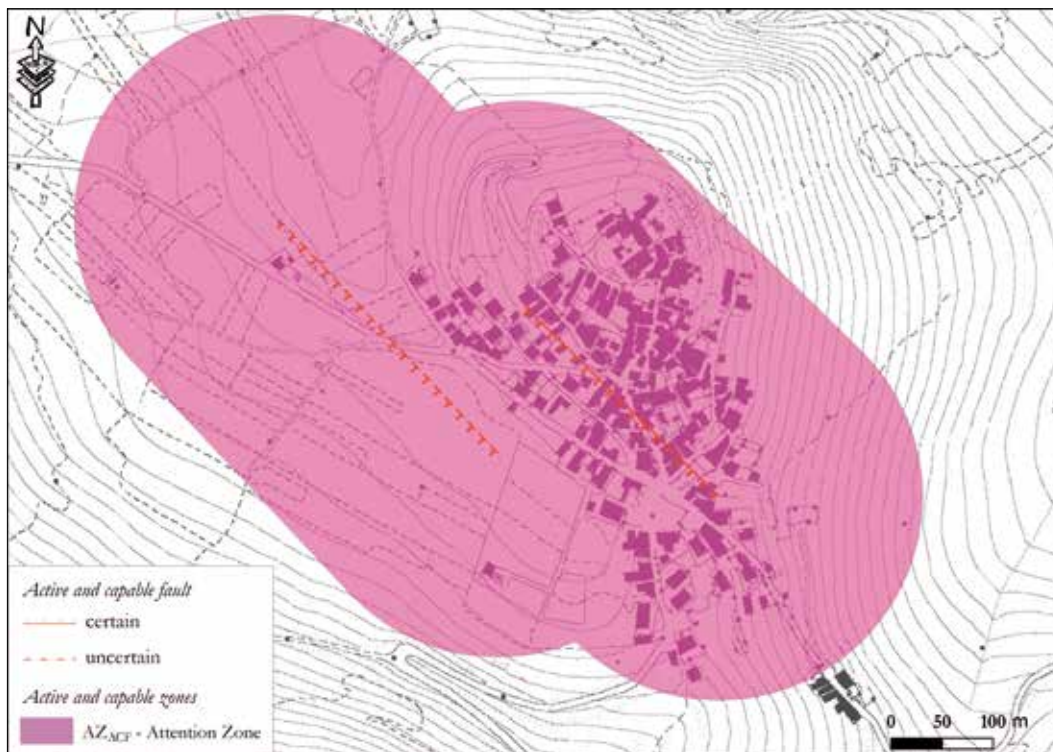 N
Active and capable fault
certain
uncertain
Active and capable zones
AZACF - Attention Zone
0 50 100 m